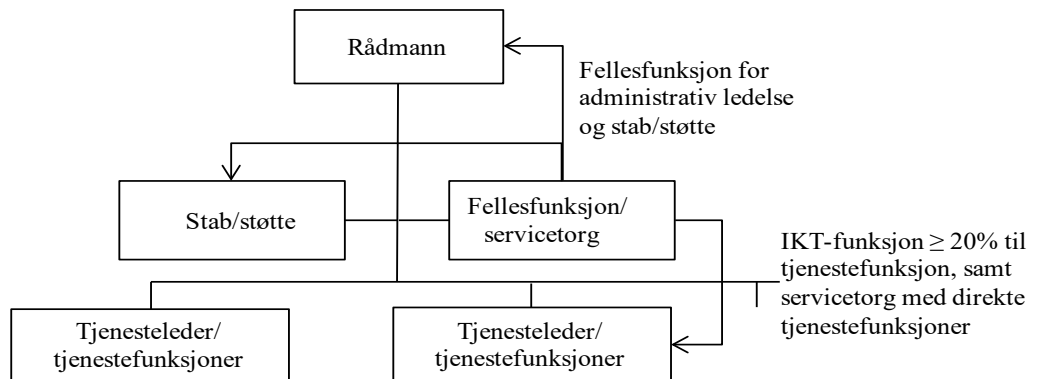 Rådmann
Fellesfunksjon for
administrativ ledelse
og stab/støtte
Stab/støtte
Fellesfunksjon/
servicetorg
IKT-funksjon ≥ 20% til
tjenestefunksjon, samt
servicetorg med direkte
tjenestefunksjoner
Tjenesteleder/
tjenestefunksjoner
Tjenesteleder/
tjenestefunksjoner